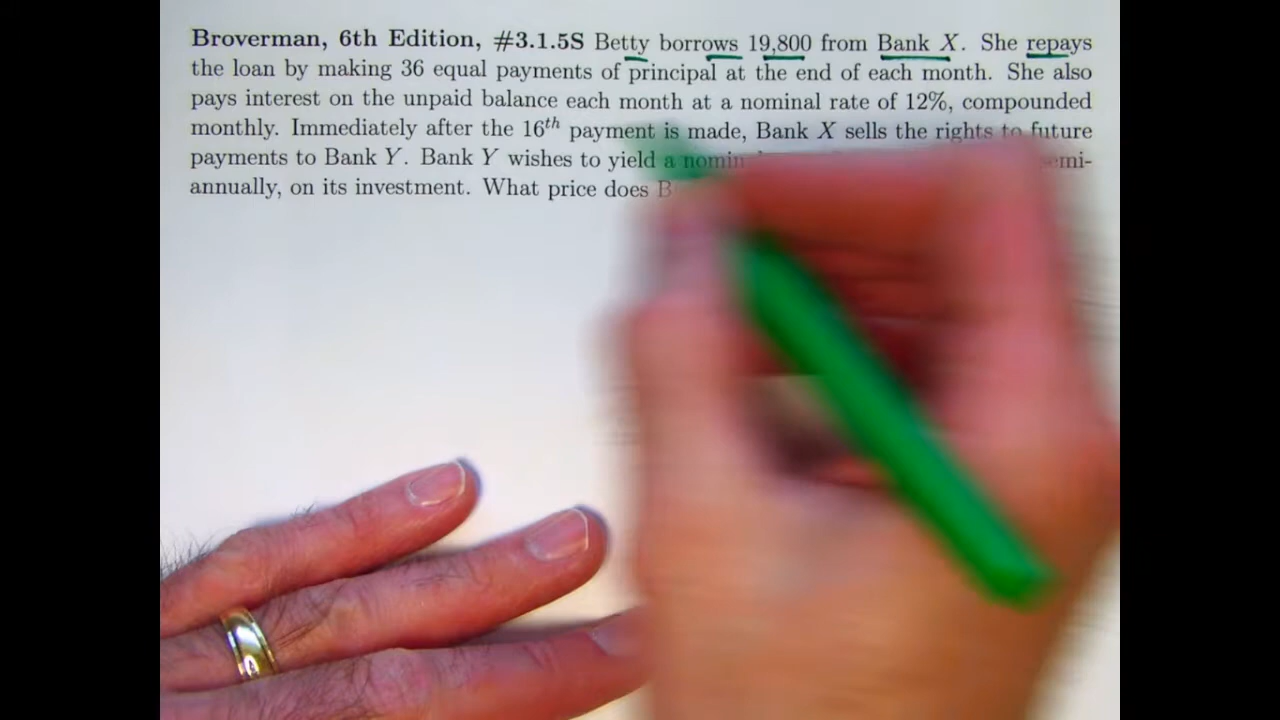 Broverman, 6th Edition, #3.1.5S Betty borrows 19,800 from Bank X. She repays
the loan by making 36 equal payments of principal at the end of each month. She also
pays interest on the unpaid balance each month at a nominal rate of 12%, compounded
monthly. Immediately after the 16th payment is made, Bank X sells the rights to future
payments to Bank Y. Bank Y wishes to yield a semi-
annually, on its investment. What price does